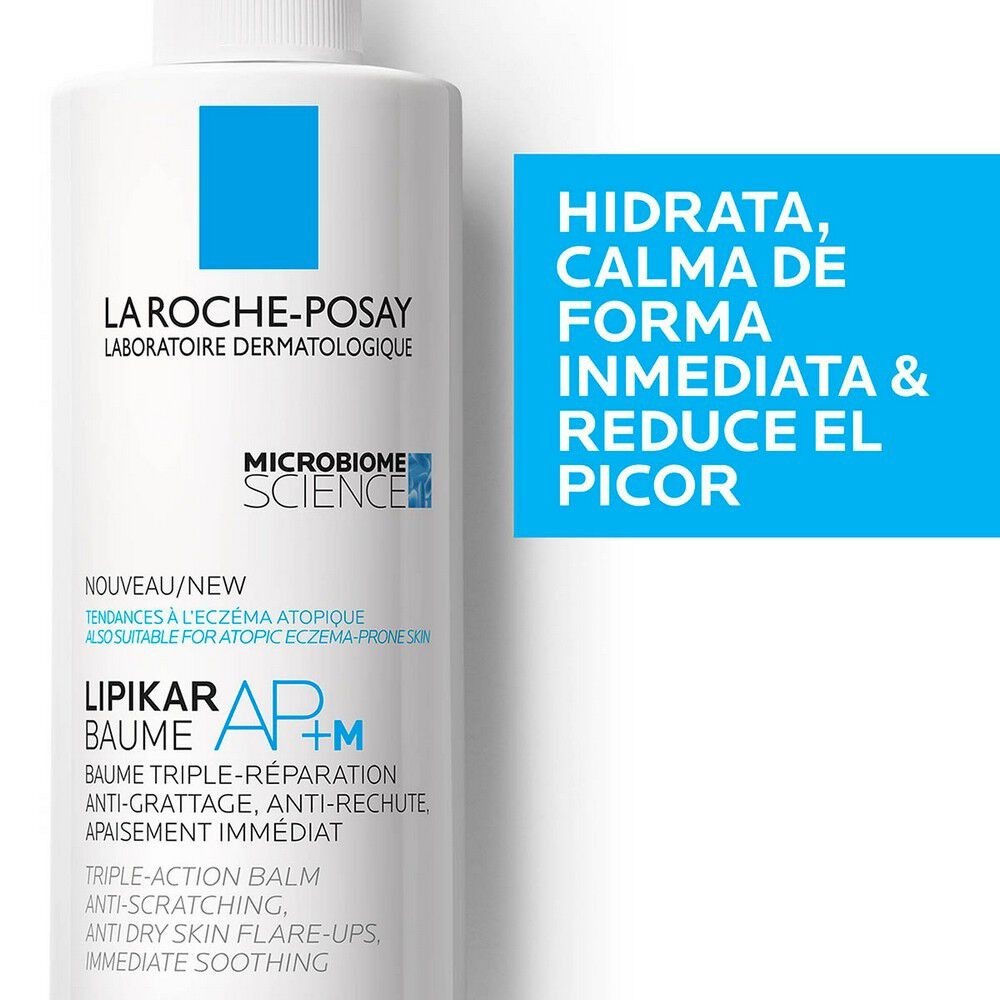 LA ROCHE-POSAY
LABORATOIRE DERMATOLOGIQUE
MICROBIOME
SCIENCE
NOUVEAU/NEW
TENDANCES À L'ECZÉMA ATOPIQUE
ALSO SUITABLE FOR ATOPIC ECZEMA-PRONE SKIN
LIPIKAR
BAUME AP+M
BAUME TRIPLE-RÉPARATION
ANTI-GRATTAGE, ANTI-RECHUTE,
APAISEMENT IMMÉDIAT
TRIPLE-ACTION BALM
ANTI-SCRATCHING,
ANTI DRY SKIN FLARE-UPS,
IMMEDIATE SOOTHING
HIDRATA,
CALMA DE
FORMA
INMEDIATA &
REDUCE EL
PICOR